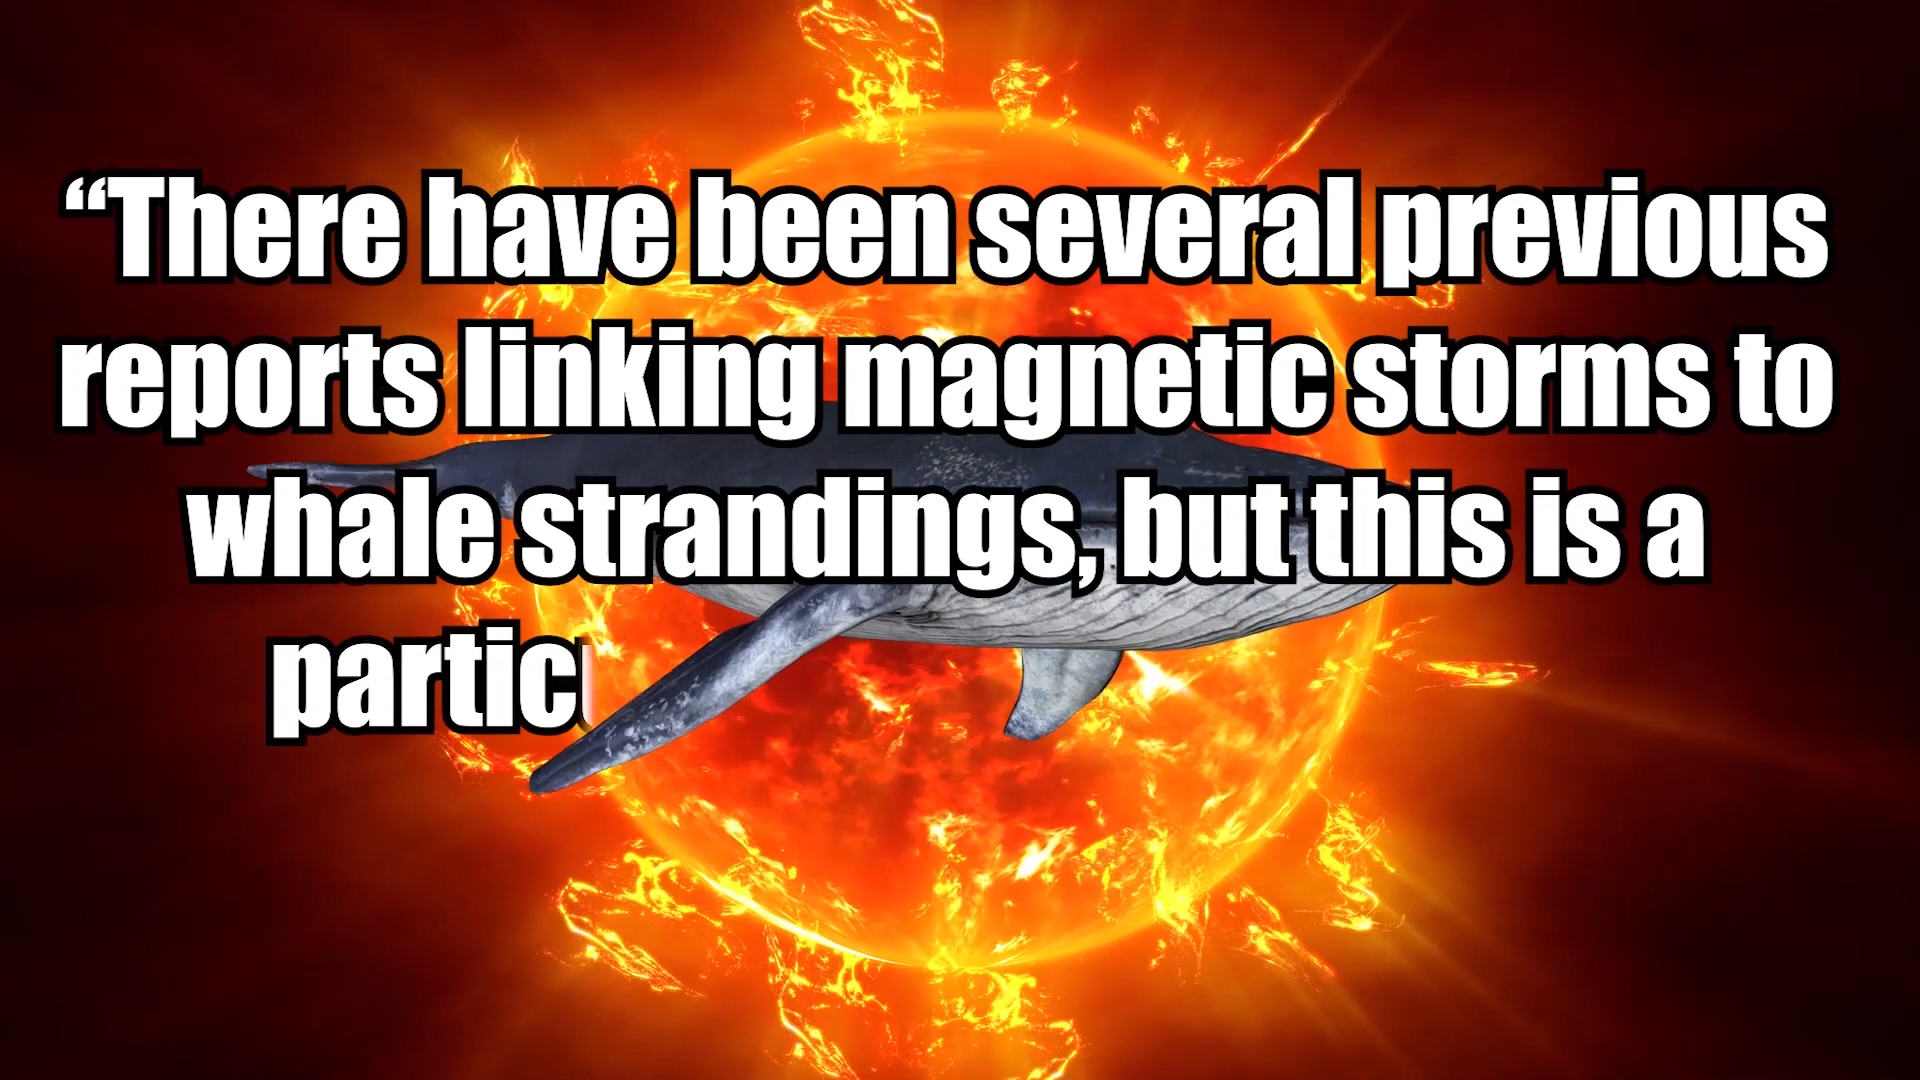 “There have been several previous
reports linking magnetic storms to
whale strandings, but this is a
partic